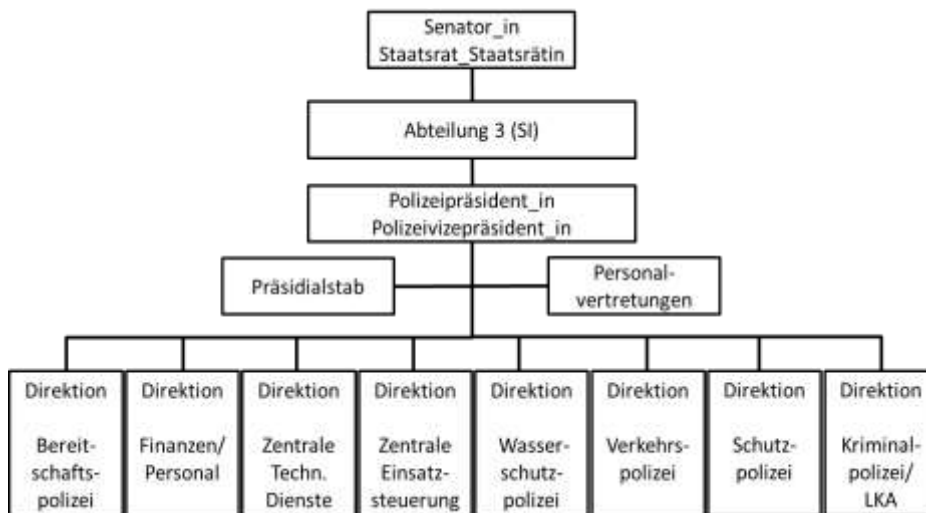 Senator_in
Staatsrat_Staatsrätin
Abteilung 3 (SI)
Polizeipräsident_in
Polizeivizepräsident_in
Präsidialstab
Personal-
vertretungen
Direktion
Bereit-
schafts-
polizei
Direktion
Finanzen/
Personal
Direktion
Zentrale
Techn.
Dienste
Direktion
Zentrale
Einsatz-
steuerung
Direktion
Wasser-
schutz-
polizei
Direktion
Verkehrs-
polizei
Direktion
Schutz-
polizei
Direktion
Kriminal-
polizei/
LKA